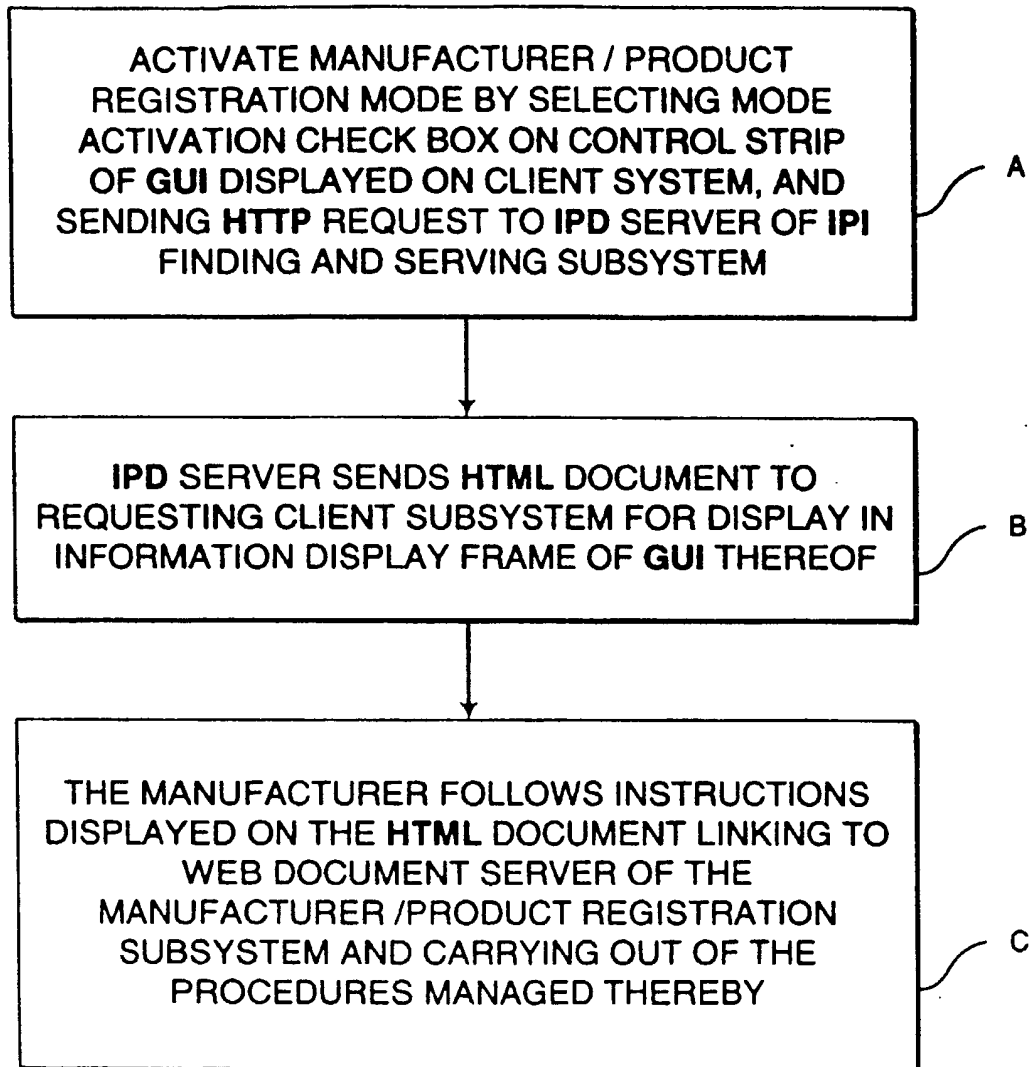 ACTIVATE MANUFACTURER / PRODUCT
REGISTRATION MODE BY SELECTING MODE
ACTIVATION CHECK BOX ON CONTROL STRIP
OF GUI DISPLAYED ON CLIENT SYSTEM, AND
SENDING HTTP REQUEST TO IPD SERVER OF IPI
FINDING AND SERVING SUBSYSTEM
A
IPD SERVER SENDS HTML DOCUMENT TO
REQUESTING CLIENT SUBSYSTEM FOR DISPLAY IN
INFORMATION DISPLAY FRAME OF GUI THEREOF
B
THE MANUFACTURER FOLLOWS INSTRUCTIONS
DISPLAYED ON THE HTML DOCUMENT LINKING TO
WEB DOCUMENT SERVER OF THE
MANUFACTURER /PRODUCT REGISTRATION
SUBSYSTEM AND CARRYING OUT OF THE
PROCEDURES MANAGED THEREBY
C